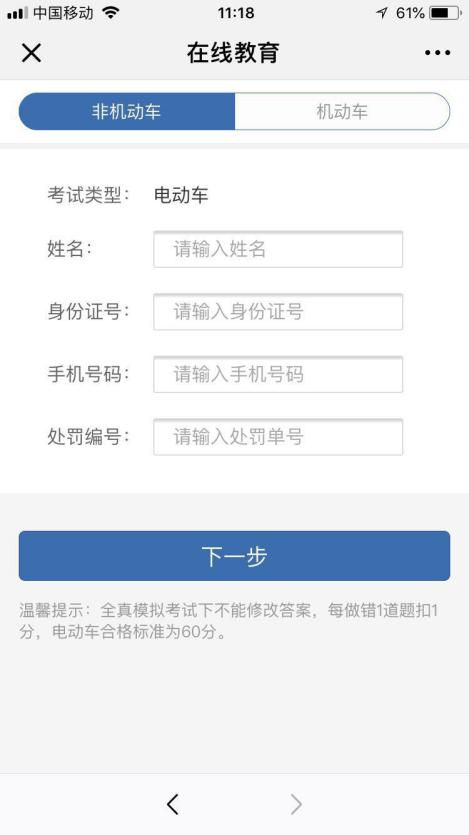 中国移动 11:18 61%
在线教育
非机动车 机动车
考试类型： 电动车
姓名： 请输入姓名
身份证号： 请输入身份证号
手机号码： 请输入手机号码
处罚编号： 请输入处罚单号
下一步
温馨提示：全真模拟考试下不能修改答案，每做错1道题扣1
分，电动车合格标准为60分。